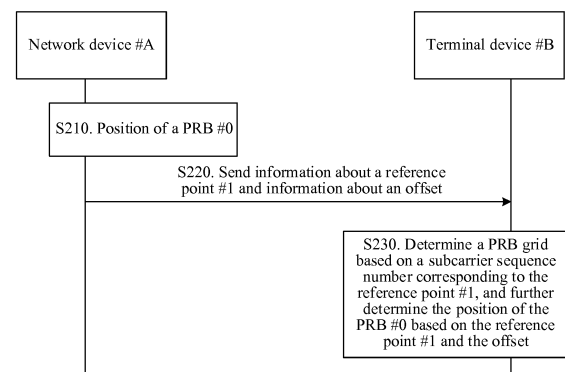 Network device #A
Terminal device #B
S210. Position of a PRB #0
S220. Send information about a reference
point #1 and information about an offset
S230. Determine a PRB grid
based on a subcarrier sequence
number corresponding to the
reference point #1, and further
determine the position of the
PRB #0 based on the reference
point #1 and the offset